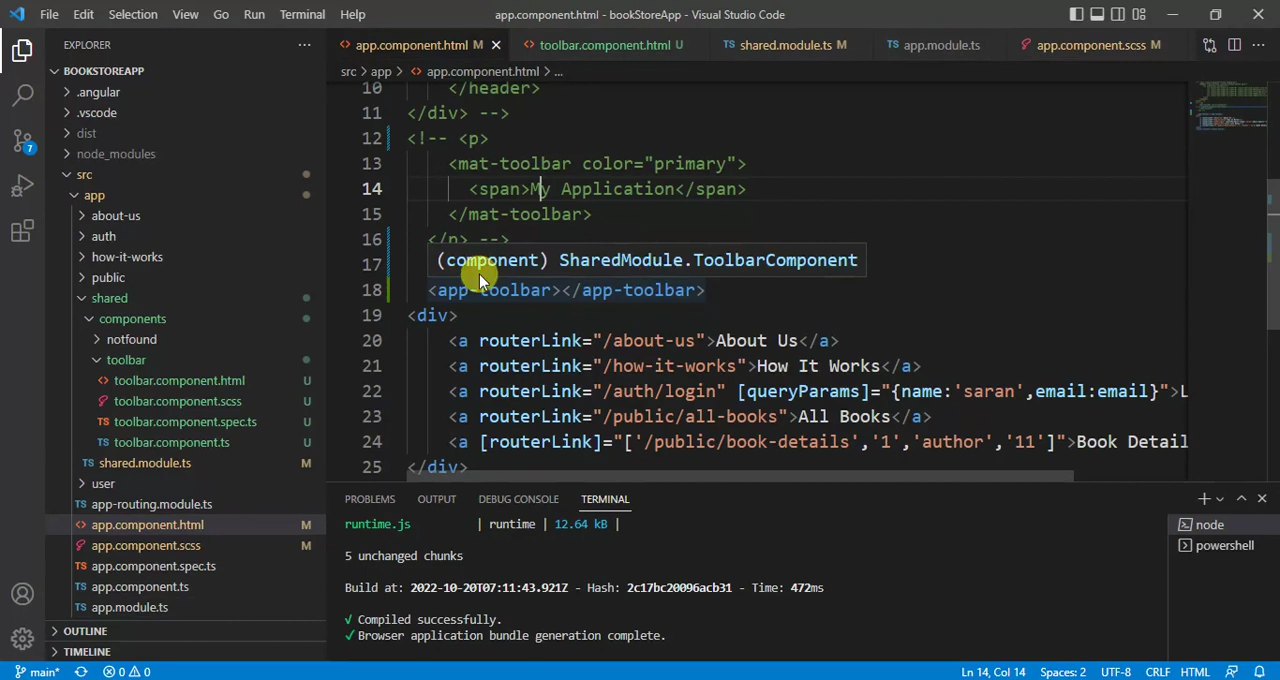 File Edit Selection View Go Run Terminal Help
app.component.html - bookStoreApp - Visual Studio Code
EXPLORER
BOOKSTOREAPP
.angular
.vscode
dist
node_modules
src
app
about-us
auth
how-it-works
public
shared
components
notfound
toolbar
toolbar.component.html U
toolbar.component.scss U
toolbar.component.spec.ts U
toolbar.component.ts U
shared.module.ts M
user
app-routing.module.ts
app.component.html M
app.component.scss M
app.component.spec.ts
app.component.ts
app.module.ts
OUTLINE
TIMELINE
7
app.component.html M toolbar.component.html U shared.module.ts M app.module.ts app.component.scss M
src > app > app.component.html > ...
10 </header>
11 </div> -->
12 <!-- <p>
13 <mat-toolbar color="primary">
14 <span>My Application</span>
15 </mat-toolbar>
16 </p> -->
17 (component) SharedModule.ToolbarComponent
18 <app-toolbar></app-toolbar>
19 <div>
20 <a routerLink="/about-us">About Us</a>
21 <a routerLink="/how-it-works">How It Works</a>
22 <a routerLink="/auth/login" [queryParams]="{name:'saran',email:email}">L
23 <a routerLink="/public/all-books">All Books</a>
24 <a [routerLink]="['/public/book-details','1','author','11']">Book Detail
25 </div>
PROBLEMS OUTPUT DEBUG CONSOLE TERMINAL
runtime.js | runtime | 12.64 kB |
5 unchanged chunks
Build at: 2022-10-20T07:11:43.921Z - Hash: 2c17bc20096acb31 - Time: 472ms
√ Compiled successfully.
√ Browser application bundle generation complete.
node
powershell
main* 0 0 Ln 14, Col 14 Spaces: 2 UTF-8 CRLF HTML